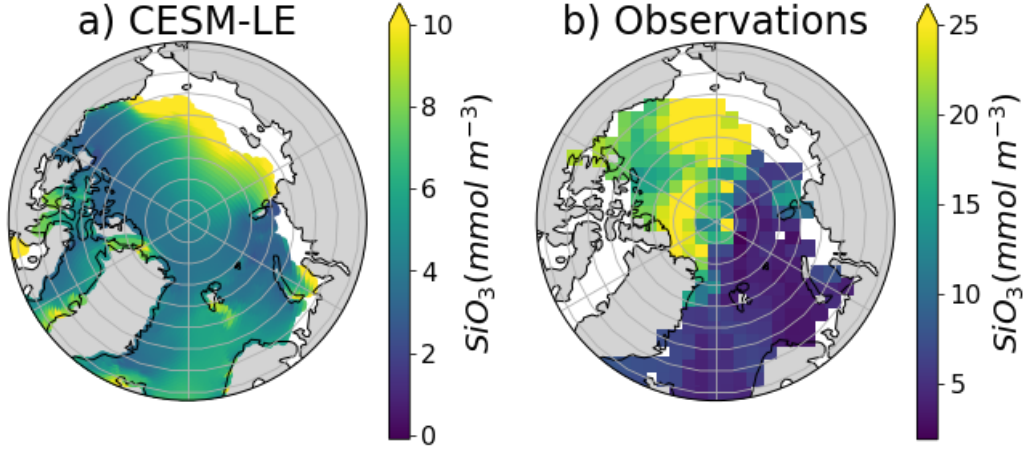 a) CESM-LE
10
8
6
4
2
0
SiO₃(mmol m⁻³)
b) Observations
25
20
15
10
5
SiO₃(mmol m⁻³)